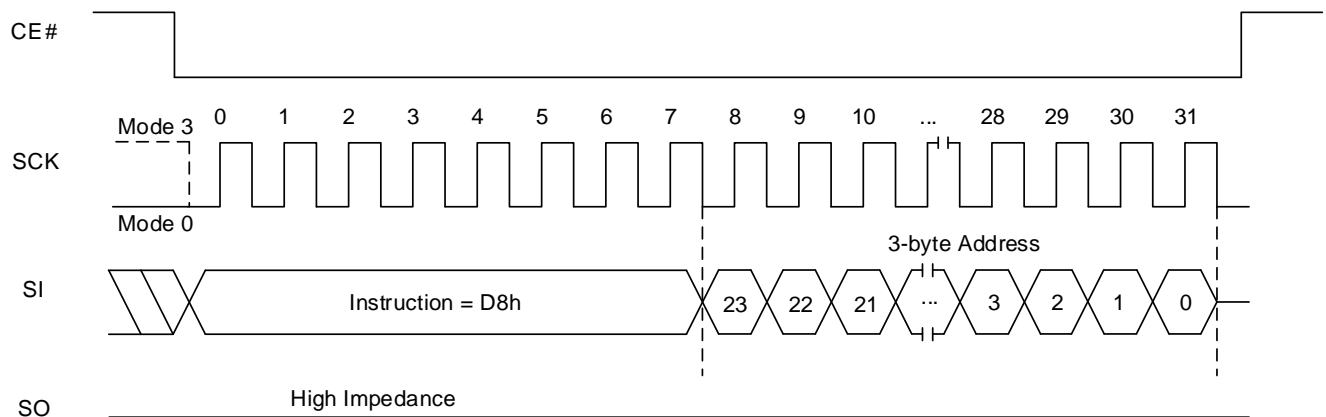 CE#
0 1 2 3 4 5 6 7 8 9 10 ... 28 29 30 31
Mode 3
SCK
Mode 0
3-byte Address
SI
Instruction = D8h
23 22 21 ... 3 2 1 0
High Impedance
SO